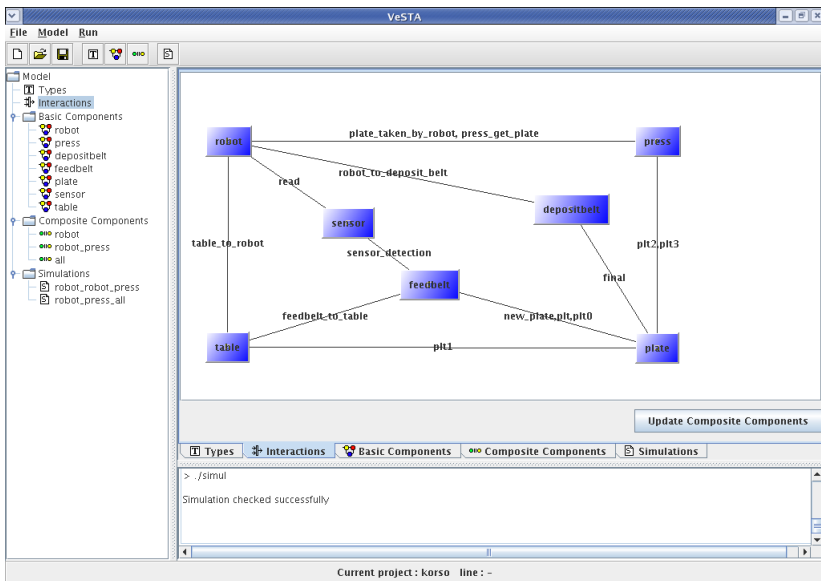 VeSTA
File Model Run
Model
Types
Interactions
Basic Components
robot
press
depositbelt
feedbelt
plate
sensor
table
Composite Components
robot
robot_press
all
Simulations
robot_robot_press
robot_press_all
robot
plate_taken_by_robot, press_get_plate
press
robot_to_deposit_belt
read
depositbelt
sensor
table_to_robot
plt2,plt3
sensor_detection
final
feedbelt
feedbelt_to_table
new_plate,plt,plt0
table
plt1
plate
Update Composite Components
Types Interactions Basic Components Composite Components Simulations
> ./simul
Simulation checked successfully
Current project : korso line : -